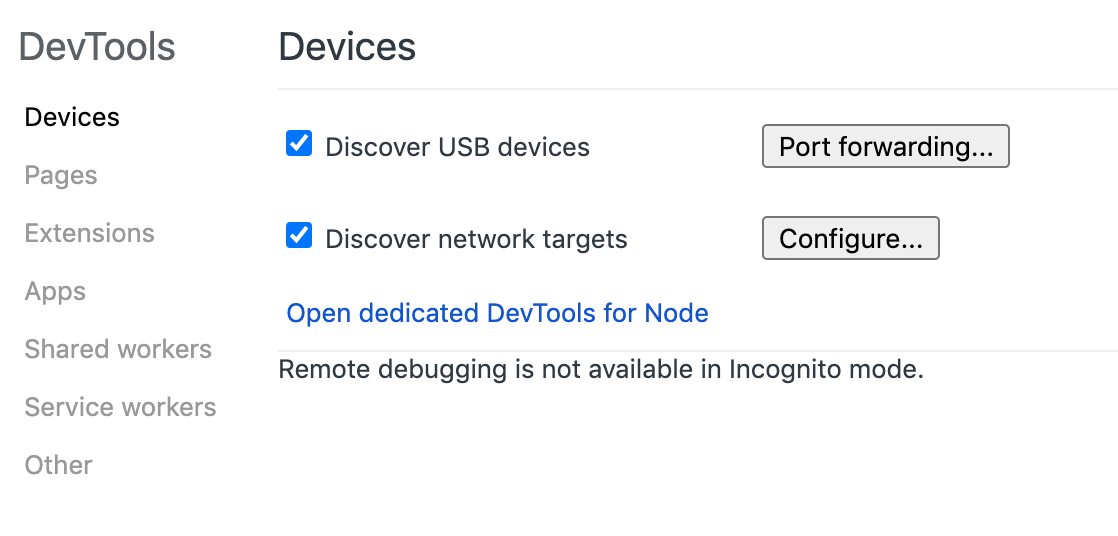 DevTools
Devices
Pages
Extensions
Apps
Shared workers
Service workers
Other
Devices
Discover USB devices
Port forwarding...
Discover network targets
Configure...
Open dedicated DevTools for Node
Remote debugging is not available in Incognito mode.